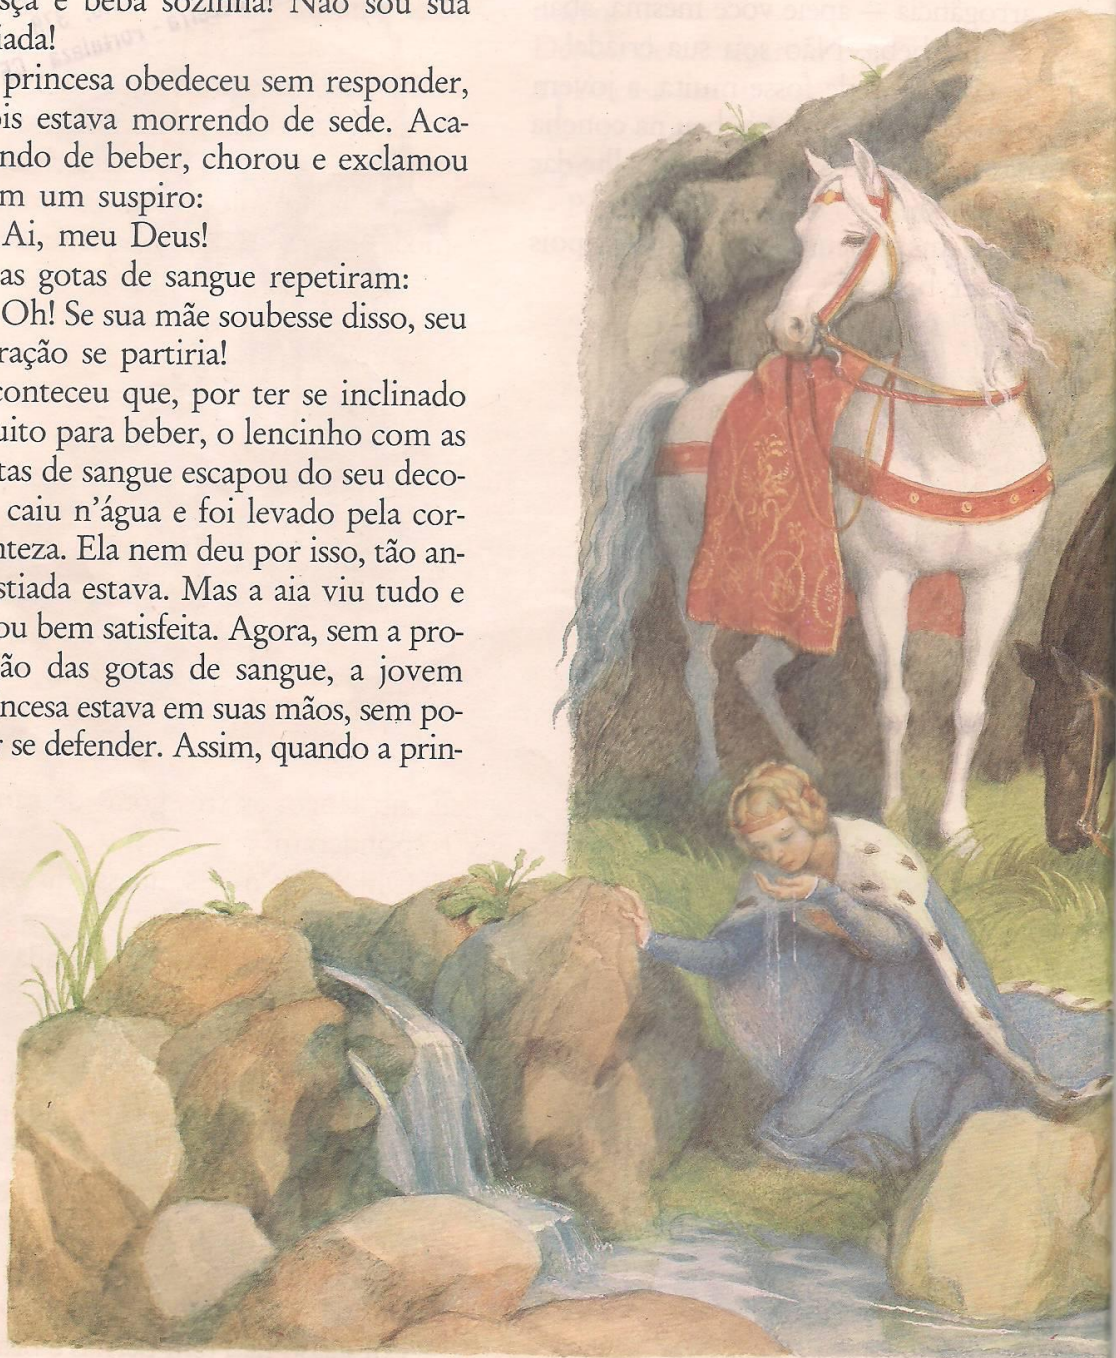 sça e beba sozinha! Não sou sua
iada!
princesa obedeceu sem responder,
is estava morrendo de sede. Aca-
ndo de beber, chorou e exclamou
m um suspiro:
Ai, meu Deus!
as gotas de sangue repetiram:
Oh! Se sua mãe soubesse disso, seu
ração se partiria!
conteceu que, por ter se inclinado
uito para beber, o lencinho com as
tas de sangue escapou do seu deco-
caiu n'água e foi levado pela cor-
nteza. Ela nem deu por isso, tão an-
stiada estava. Mas a aia viu tudo e
ou bem satisfeita. Agora, sem a pro-
ão das gotas de sangue, a jovem
ncesa estava em suas mãos, sem po-
r se defender. Assim, quando a prin-